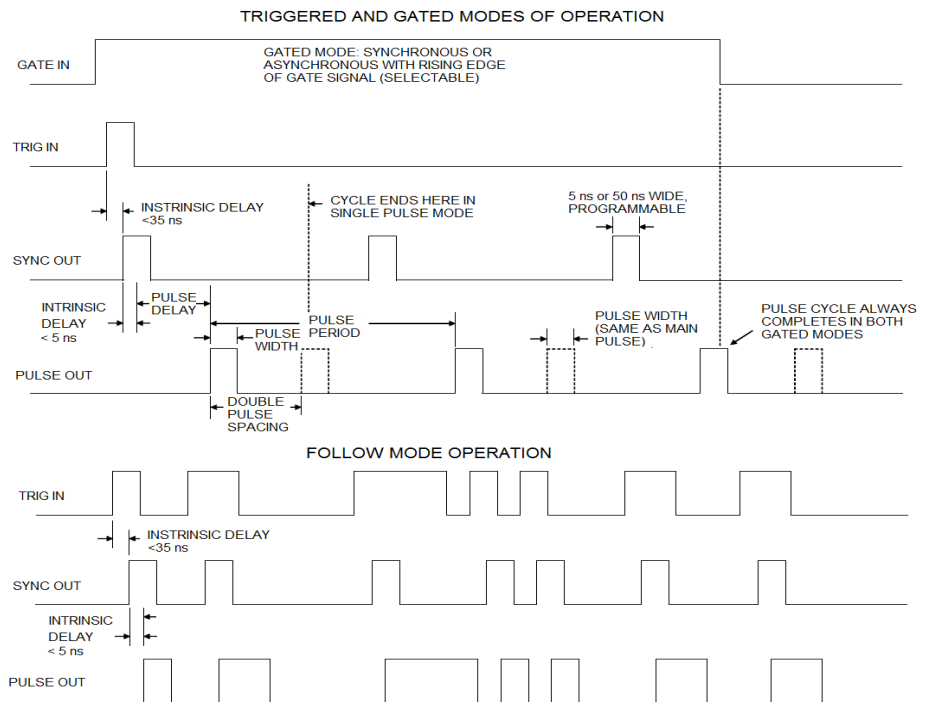 TRIGGERED AND GATED MODES OF OPERATION
GATE IN
GATED MODE: SYNCHRONOUS OR
ASYNCHRONOUS WITH RISING EDGE
OF GATE SIGNAL (SELECTABLE)
TRIG IN
INSTRINSIC DELAY
<35 ns
CYCLE ENDS HERE IN
SINGLE PULSE MODE
5 ns or 50 ns WIDE,
PROGRAMMABLE
SYNC OUT
INTRINSIC
DELAY
< 5 ns
PULSE
DELAY
PULSE
WIDTH
PULSE
PERIOD
PULSE WIDTH
(SAME AS MAIN
PULSE) .
PULSE CYCLE ALWAYS
COMPLETES IN BOTH
GATED MODES
PULSE OUT
DOUBLE
PULSE
SPACING
FOLLOW MODE OPERATION
TRIG IN
INSTRINSIC DELAY
<35 ns
SYNC OUT
INTRINSIC
DELAY
< 5 ns
PULSE OUT